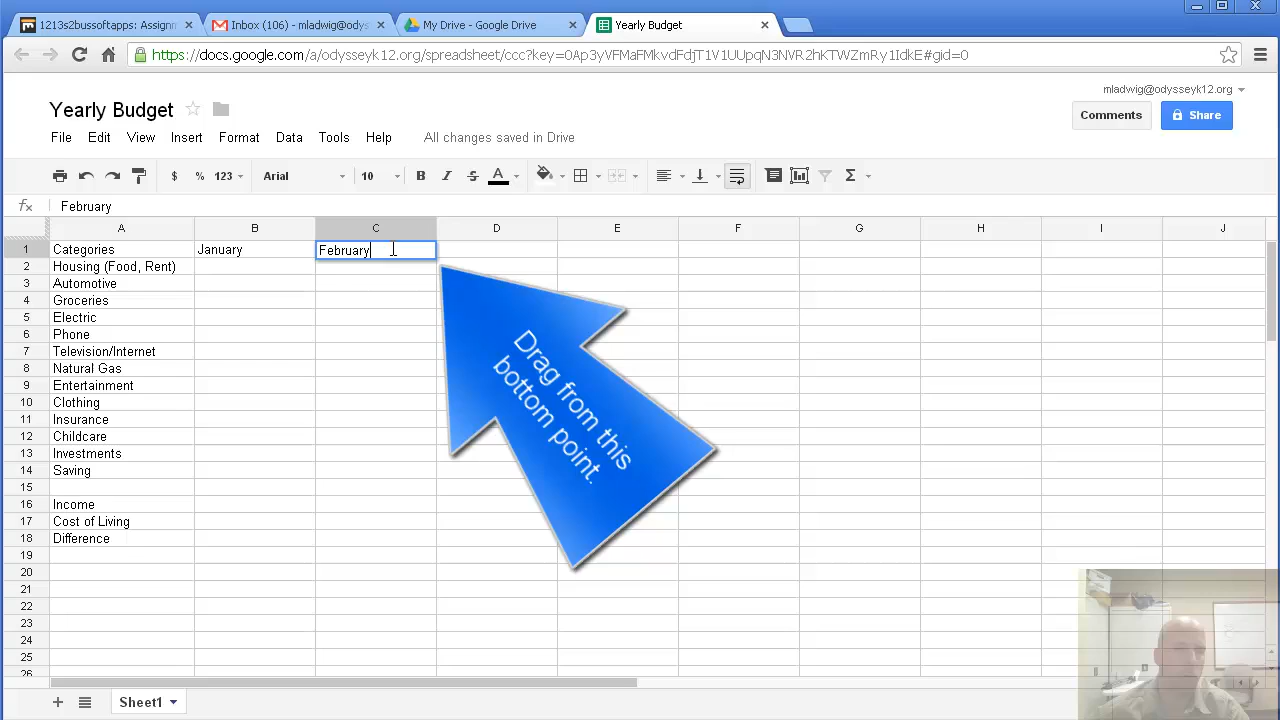 1213s2bussoftapps: Assignm
Inbox (106) - mladwig@odys
My Drive - Google Drive
Yearly Budget
https://docs.google.com/a/odysseyk12.org/spreadsheet/ccc?key=0Ap3yVFMaFMkvdFdjT1V1UUpqN3NVR2hKTWZmRy1IdkE#gid=0
mladwig@odysseyk12.org
Yearly Budget
Comments
Share
File Edit View Insert Format Data Tools Help All changes saved in Drive
$ % 123 Arial 10 B I S A Σ
fx February
A B C D E F G H I J
1 Categories January February
2 Housing (Food, Rent)
3 Automotive
4 Groceries
5 Electric
6 Phone
7 Television/Internet
8 Natural Gas
9 Entertainment
10 Clothing
11 Insurance
12 Childcare
13 Investments
14 Saving
15
16 Income
17 Cost of Living
18 Difference
19
20
21
22
23
24
25
26
Drag from this
bottom point.
Sheet1